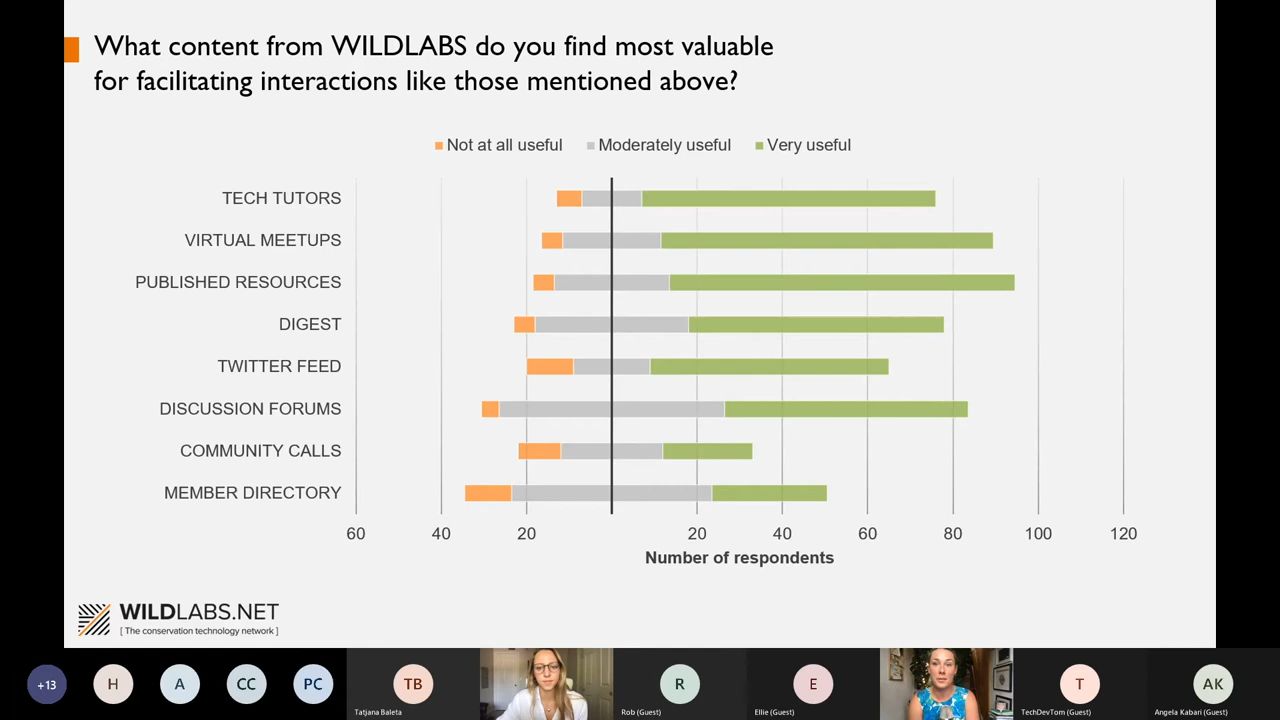 What content from WILDLABS do you find most valuable
for facilitating interactions like those mentioned above?
Not at all useful
Moderately useful
Very useful
TECH TUTORS
VIRTUAL MEETUPS
PUBLISHED RESOURCES
DIGEST
TWITTER FEED
DISCUSSION FORUMS
COMMUNITY CALLS
MEMBER DIRECTORY
60 40 20 20 40 60 80 100 120
Number of respondents
WILDLABS.NET
[ The conservation technology network ]
+13 H A CC PC TB R E T AK
Tatjana Baleta Rob (Guest) Ellie (Guest) TechDevTom (Guest) Angela Kabari (Guest)